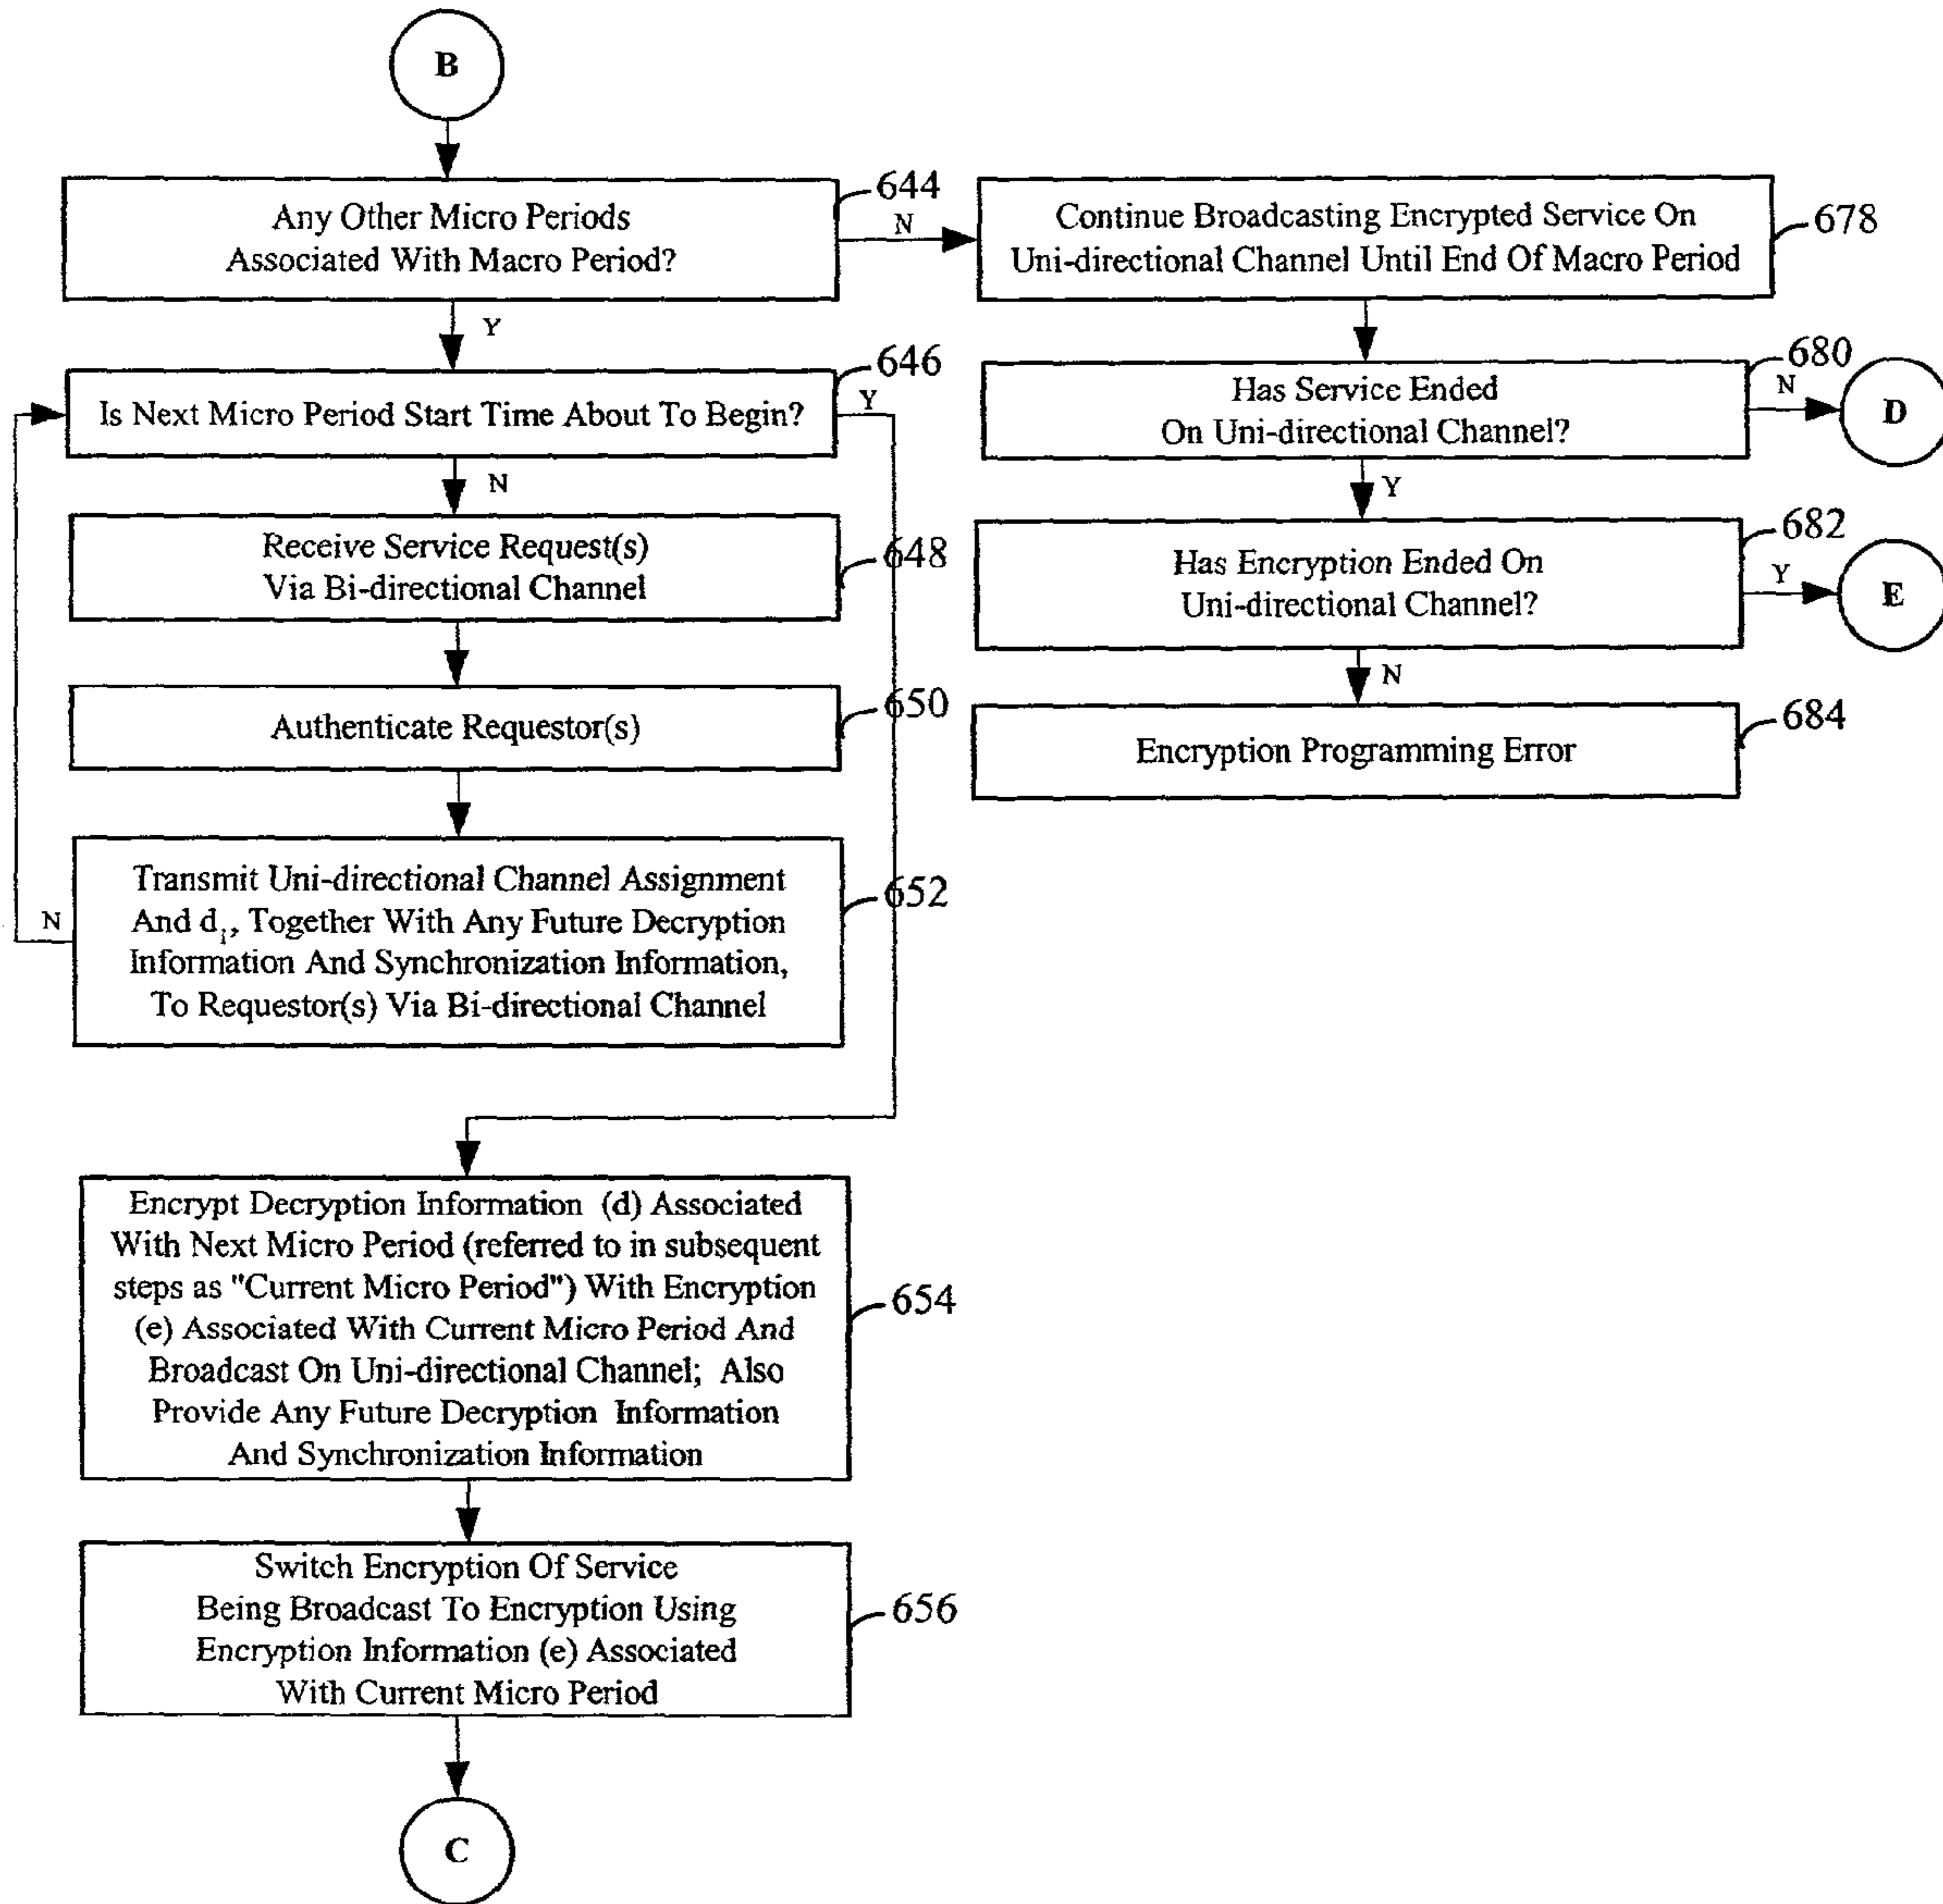 B
Any Other Micro Periods
Associated With Macro Period?
644
N
Y
Is Next Micro Period Start Time About To Begin?
646
Y
N
Receive Service Request(s)
Via Bi-directional Channel
648
Authenticate Requestor(s)
650
Transmit Uni-directional Channel Assignment
And di, Together With Any Future Decryption
Information And Synchronization Information,
To Requestor(s) Via Bi-directional Channel
652
N
Encrypt Decryption Information (d) Associated
With Next Micro Period (referred to in subsequent
steps as "Current Micro Period") With Encryption
(e) Associated With Current Micro Period And
Broadcast On Uni-directional Channel; Also
Provide Any Future Decryption Information
And Synchronization Information
654
Switch Encryption Of Service
Being Broadcast To Encryption Using
Encryption Information (e) Associated
With Current Micro Period
656
C
Continue Broadcasting Encrypted Service On
Uni-directional Channel Until End Of Macro Period
678
Has Service Ended
On Uni-directional Channel?
680
N
D
Y
Has Encryption Ended On
Uni-directional Channel?
682
Y
E
N
Encryption Programming Error
684